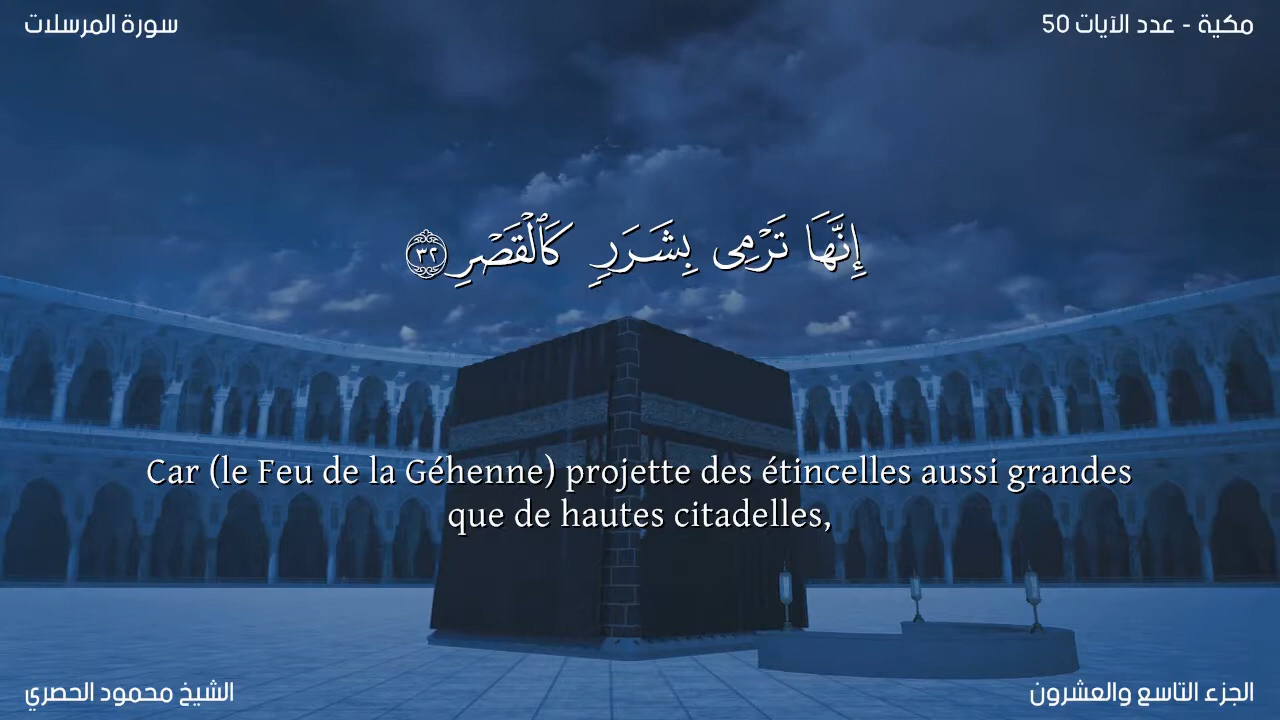 مكية - عدد الآيات 50
سورة المرسلات
إِنَّهَا تَرْمِى بِشَرَرٍ كَٱلْقَصْرِ ٣٢
Car (le Feu de la Géhenne) projette des étincelles aussi grandes
que de hautes citadelles,
الجزء التاسع والعشرون
الشيخ محمود الحصري